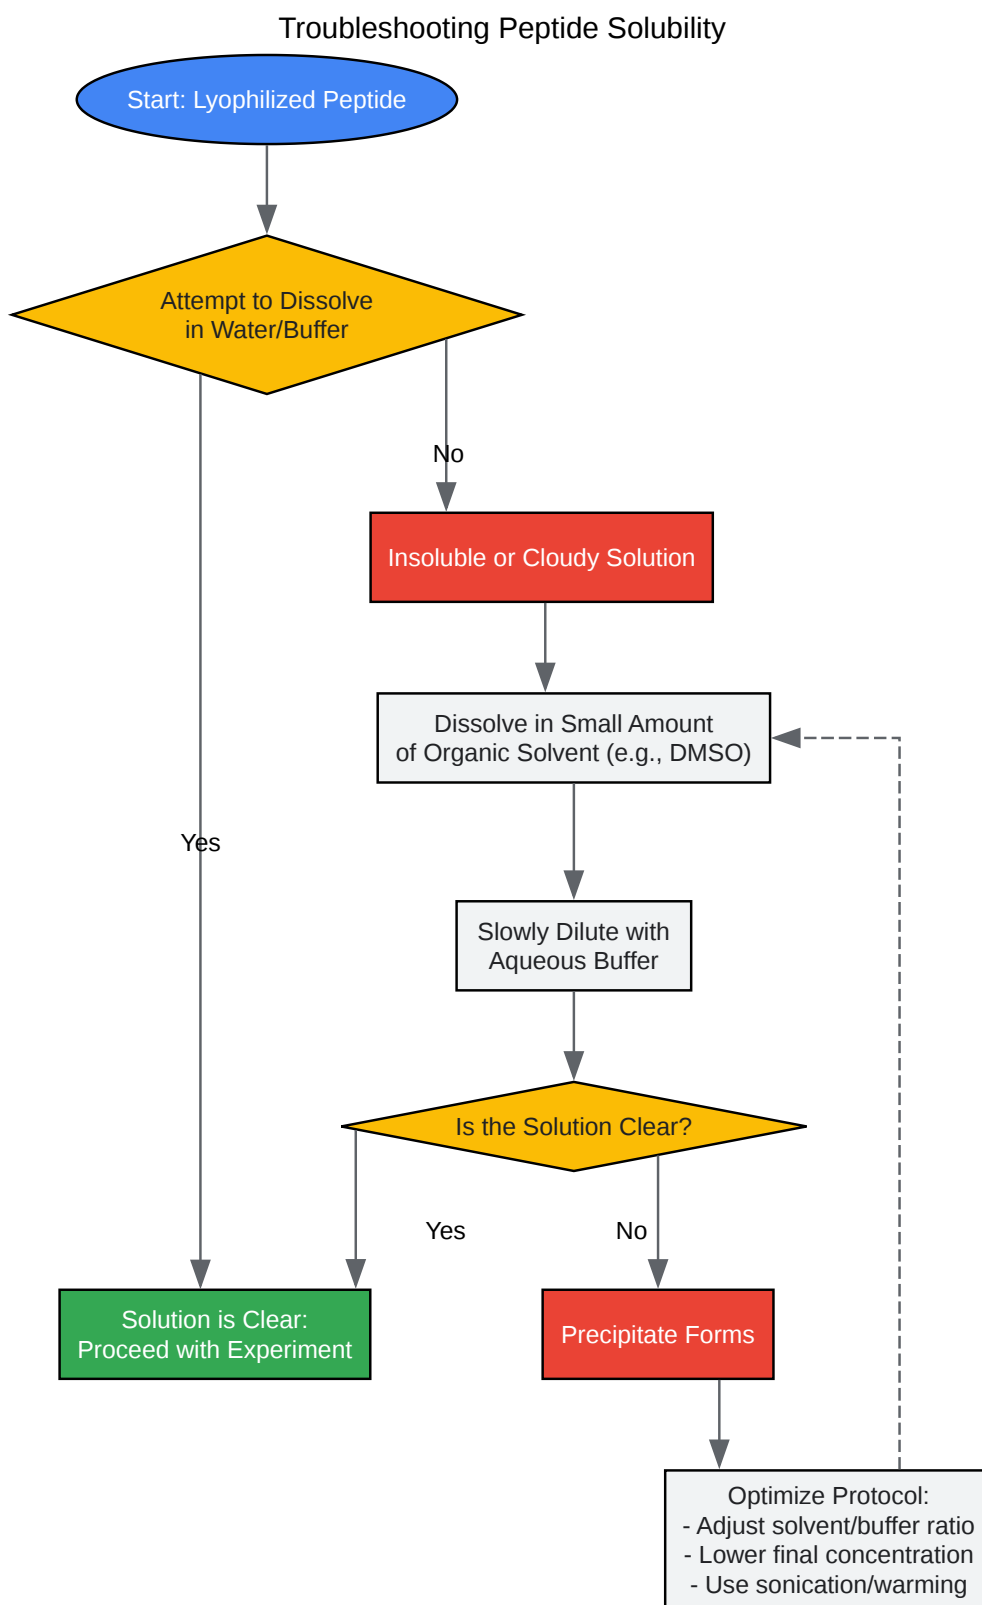 Troubleshooting Peptide Solubility
Start: Lyophilized Peptide
Attempt to Dissolve
in Water/Buffer
No
Insoluble or Cloudy Solution
Dissolve in Small Amount
of Organic Solvent (e.g., DMSO)
Yes
Slowly Dilute with
Aqueous Buffer
Is the Solution Clear?
Yes
No
Solution is Clear:
Proceed with Experiment
Precipitate Forms
Optimize Protocol:
- Adjust solvent/buffer ratio
- Lower final concentration
- Use sonication/warming